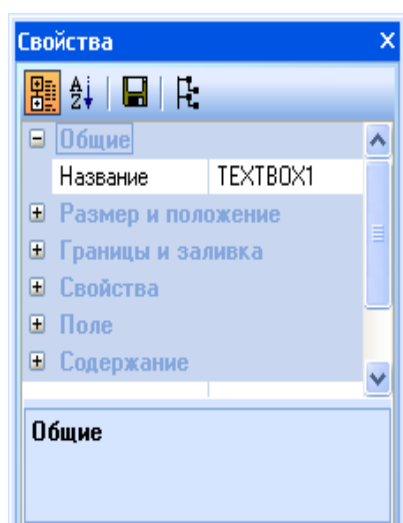 Свойства
Общие
Название TEXTBOX1
Размер и положение
Границы и заливка
Свойства
Поле
Содержание
Общие